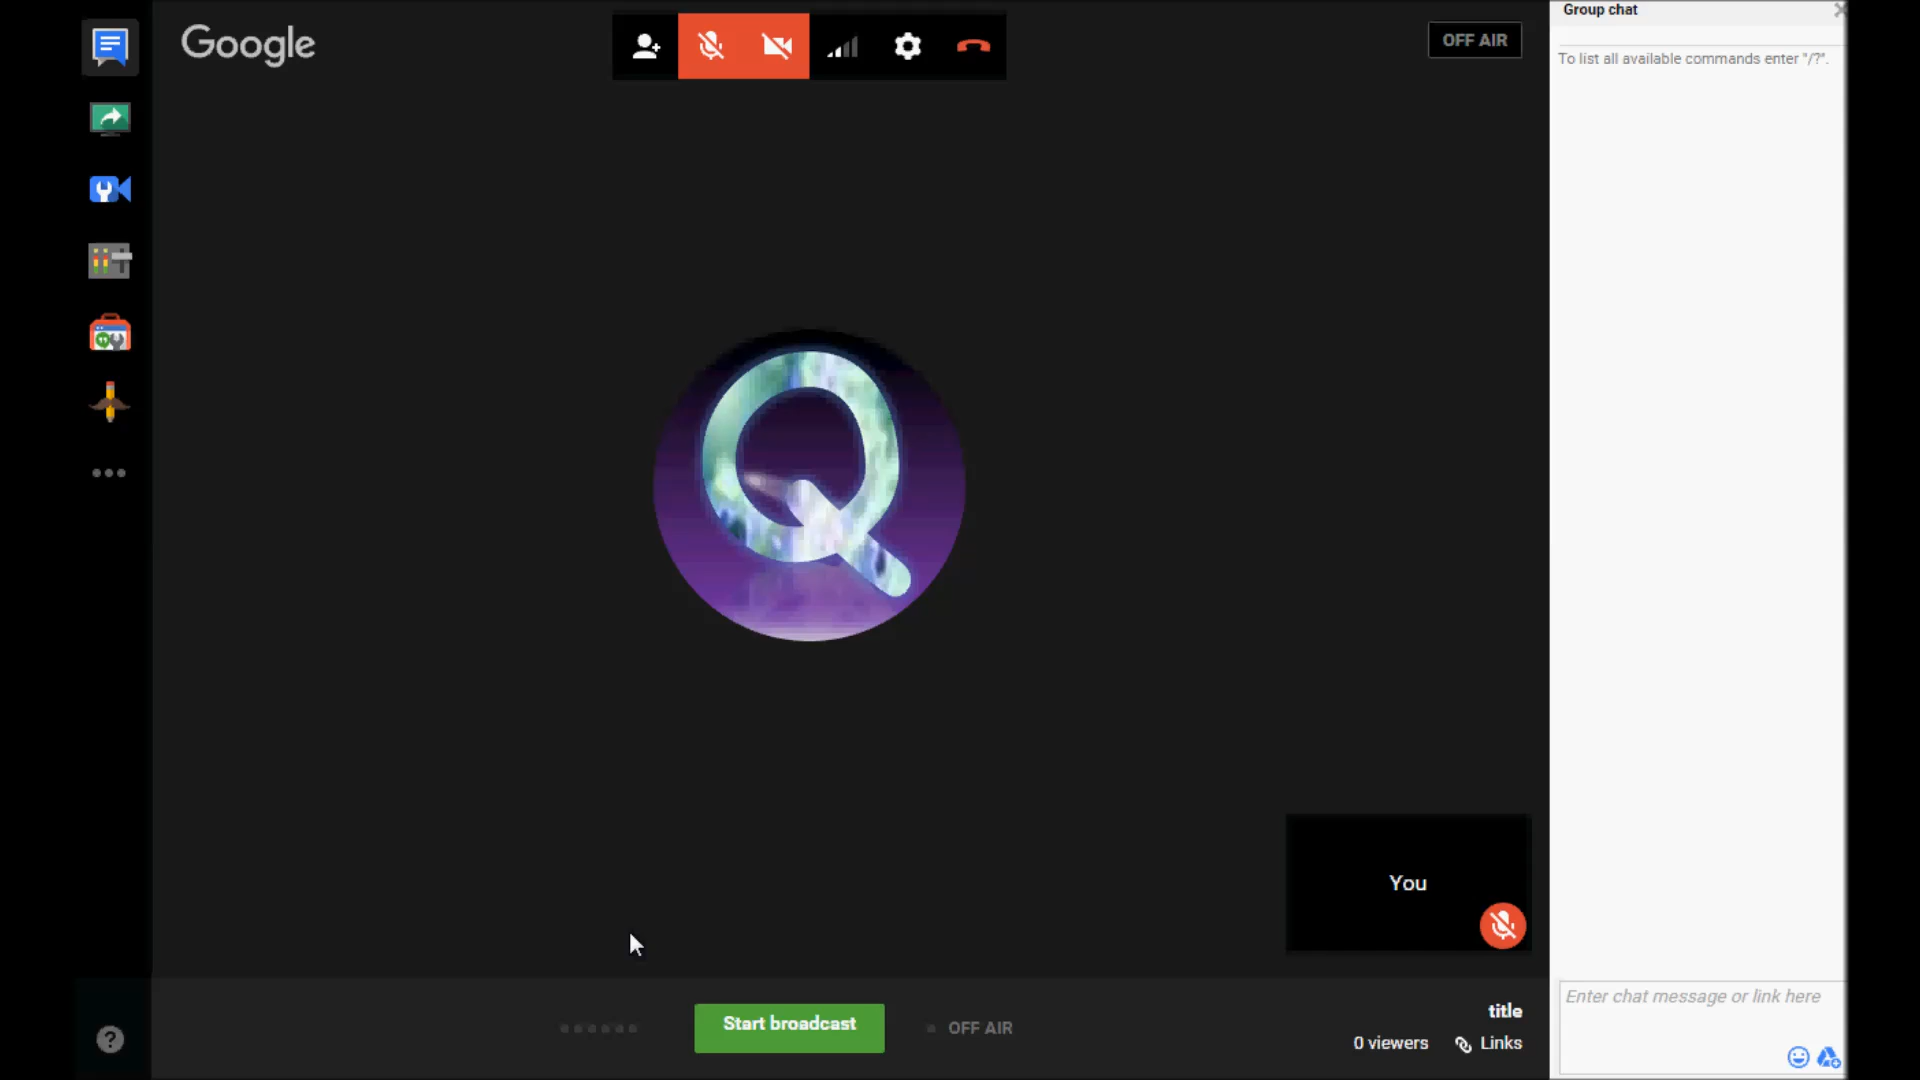 Google
OFF AIR
Group chat
To list all available commands enter "/?".
Q
You
Start broadcast
OFF AIR
title
0 viewers
Links
Enter chat message or link here
?